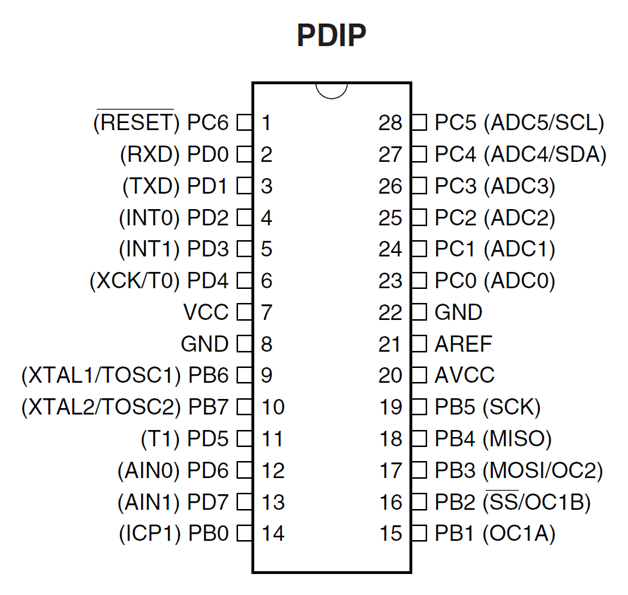 PDIP
(RESET) PC6 1 28 PC5 (ADC5/SCL)
(RXD) PD0 2 27 PC4 (ADC4/SDA)
(TXD) PD1 3 26 PC3 (ADC3)
(INT0) PD2 4 25 PC2 (ADC2)
(INT1) PD3 5 24 PC1 (ADC1)
(XCK/T0) PD4 6 23 PC0 (ADC0)
VCC 7 22 GND
GND 8 21 AREF
(XTAL1/TOSC1) PB6 9 20 AVCC
(XTAL2/TOSC2) PB7 10 19 PB5 (SCK)
(T1) PD5 11 18 PB4 (MISO)
(AIN0) PD6 12 17 PB3 (MOSI/OC2)
(AIN1) PD7 13 16 PB2 (SS/OC1B)
(ICP1) PB0 14 15 PB1 (OC1A)